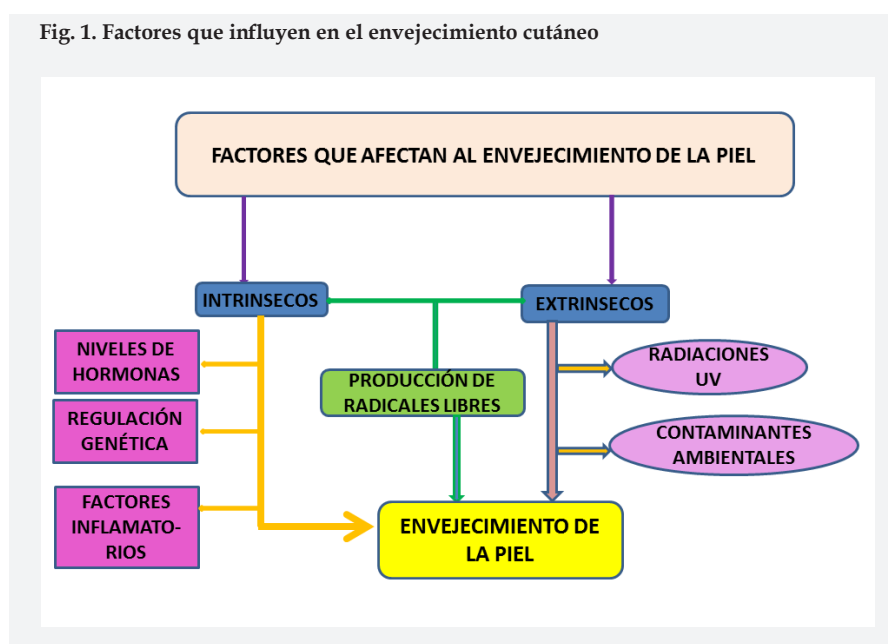 Fig. 1. Factores que influyen en el envejecimiento cutáneo
FACTORES QUE AFECTAN AL ENVEJECIMIENTO DE LA PIEL
INTRINSECOS
EXTRINSECOS
NIVELES DE
HORMONAS
REGULACIÓN
GENÉTICA
FACTORES
INFLAMATO-
RIOS
PRODUCCIÓN DE
RADICALES LIBRES
RADIACIONES
UV
CONTAMINANTES
AMBIENTALES
ENVEJECIMIENTO DE
LA PIEL